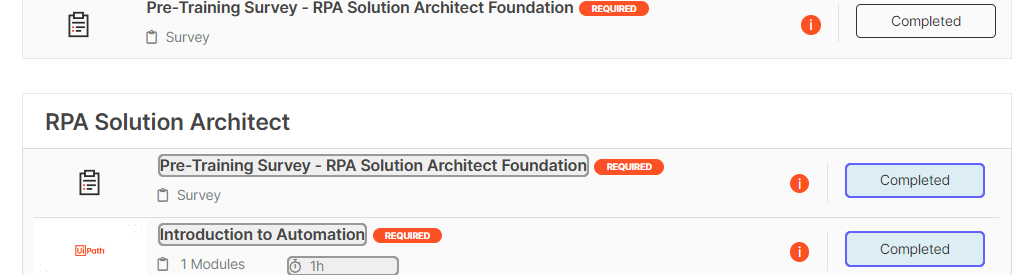 Pre-Training Survey - RPA Solution Architect Foundation REQUIRED
Survey
i
Completed
RPA Solution Architect
Pre-Training Survey - RPA Solution Architect Foundation REQUIRED
Survey
i
Completed
UiPath
Introduction to Automation REQUIRED
1 Modules 1h
i
Completed